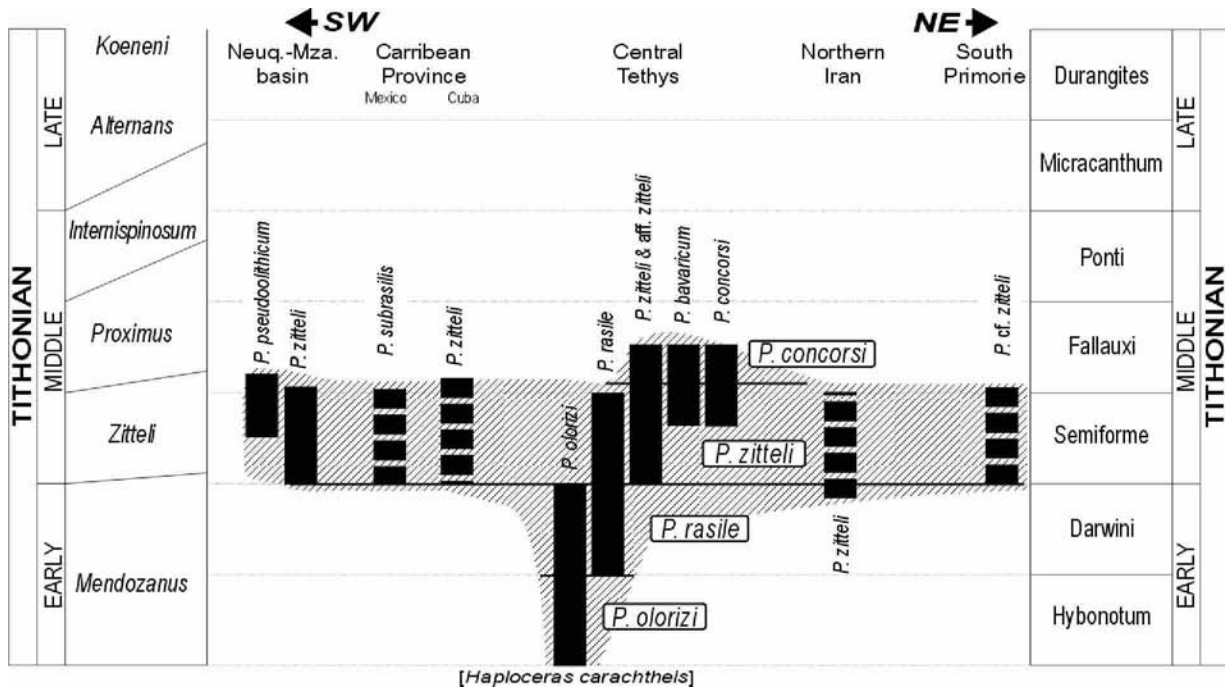 SW
NE
Koeneni
Neuq.-Mza.
basin
Carribean
Province
Mexico
Cuba
Central
Tethys
Northern
Iran
South
Primorie
Durangites
LATE
Alternans
LATE
Micracanthum
TITHONIAN
Internispinosum
Ponti
TITHONIAN
MIDDLE
Proximus
P. pseudoolithicum
P. zitteli
P. subrasilis
P. zitteli
P. rasile
P. zitteli & aff. zitteli
P. bavaricum
P. concorsi
P. cf. zitteli
Fallauxi
MIDDLE
P. concorsi
Zitteli
P. olorizi
P. zitteli
Semiforme
EARLY
P. rasile
P. zitteli
Darwini
EARLY
Mendozanus
P. olorizi
Hybonotum
[Haploceras carachtheis]